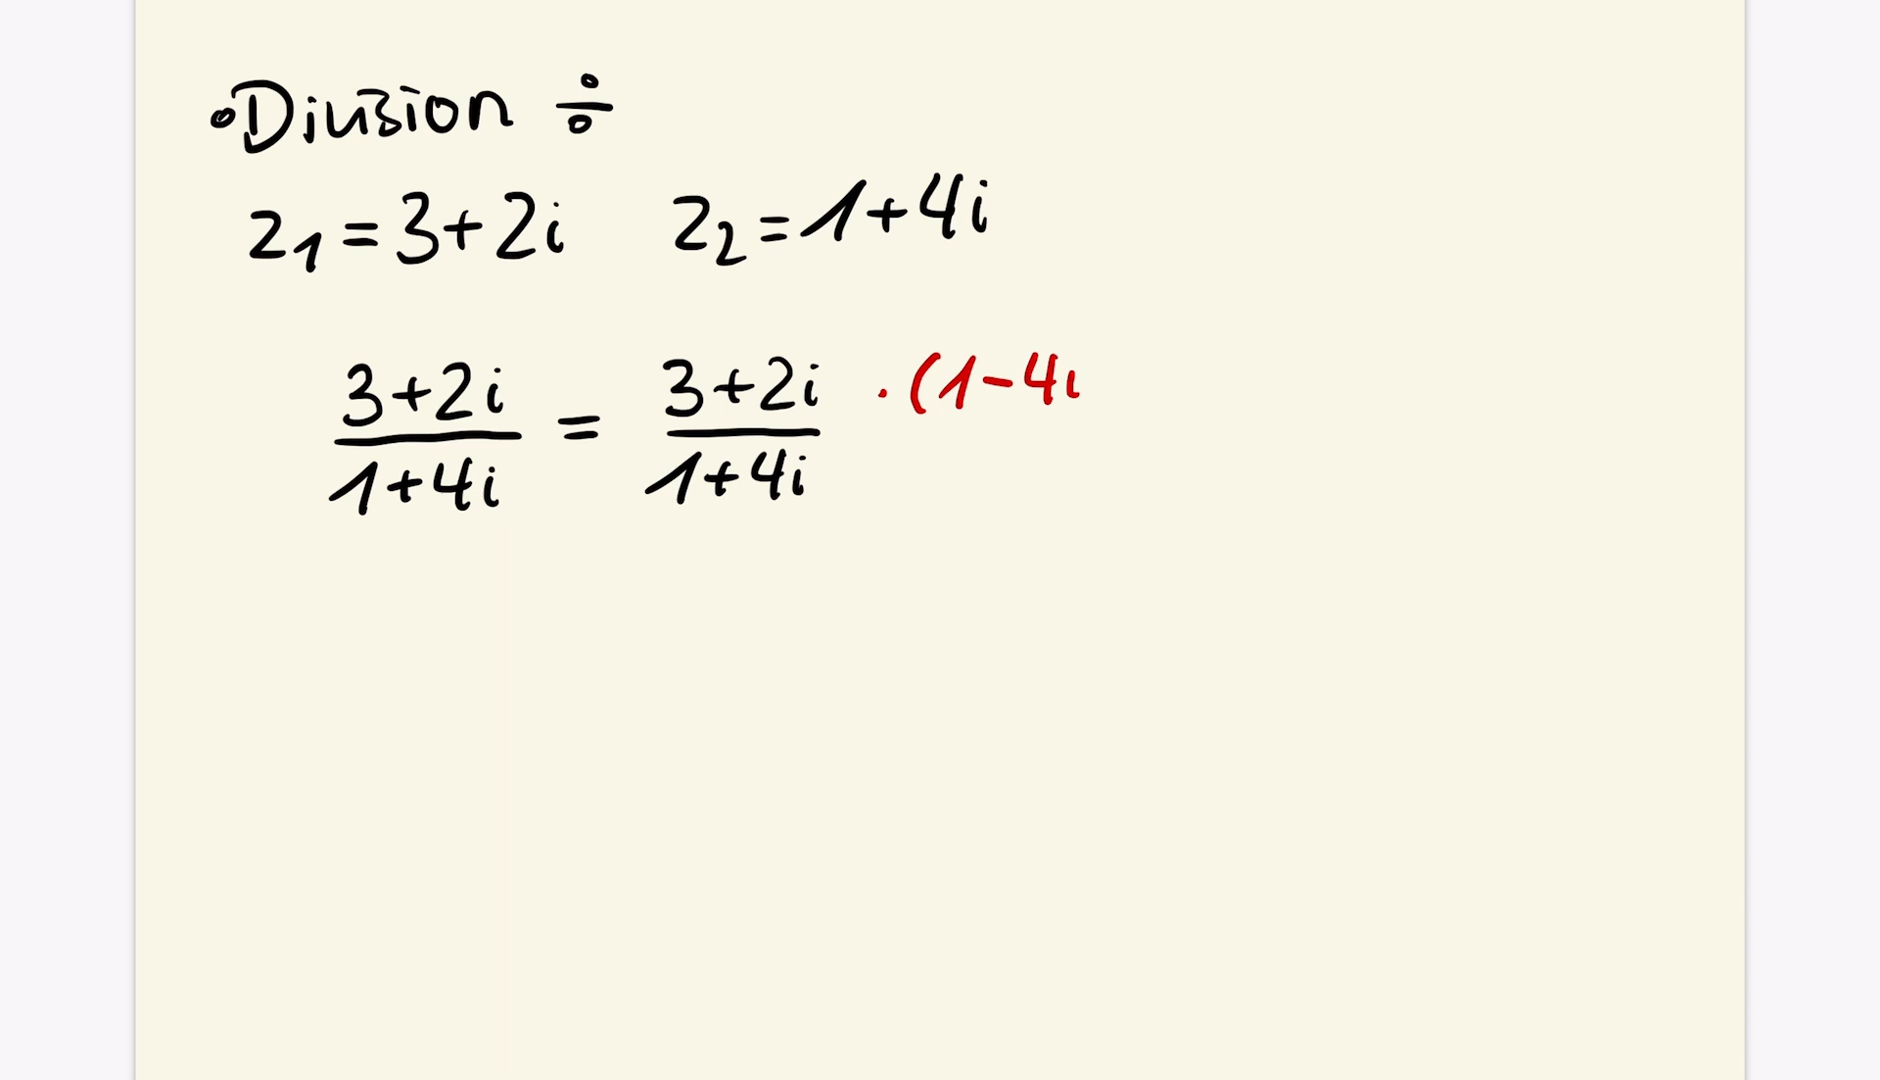 •Division ÷
z₁=3+2i z₂=1+4i
3+2i = 3+2i ·(1-4i
1+4i 1+4i